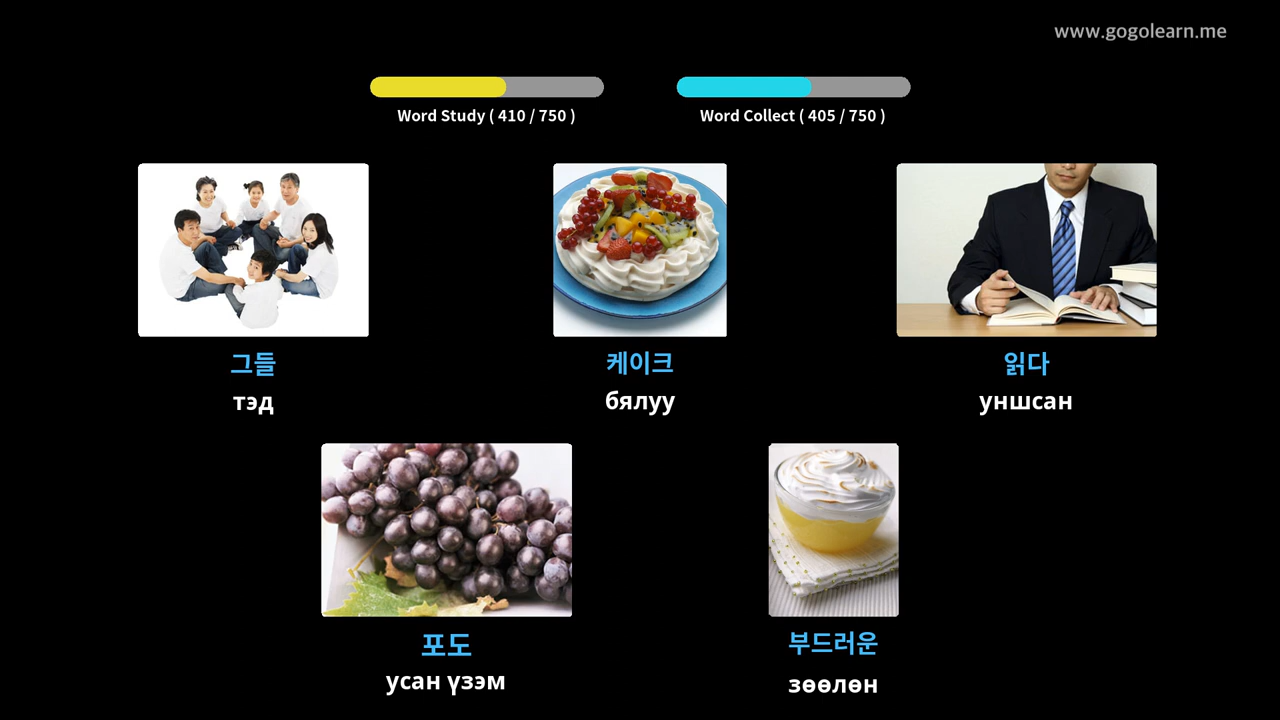 www.gogolearn.me
Word Study ( 410 / 750 )
Word Collect ( 405 / 750 )
그들
케이크
읽다
тэд
бялуу
уншсан
포도
부드러운
усан үзэм
зөөлөн